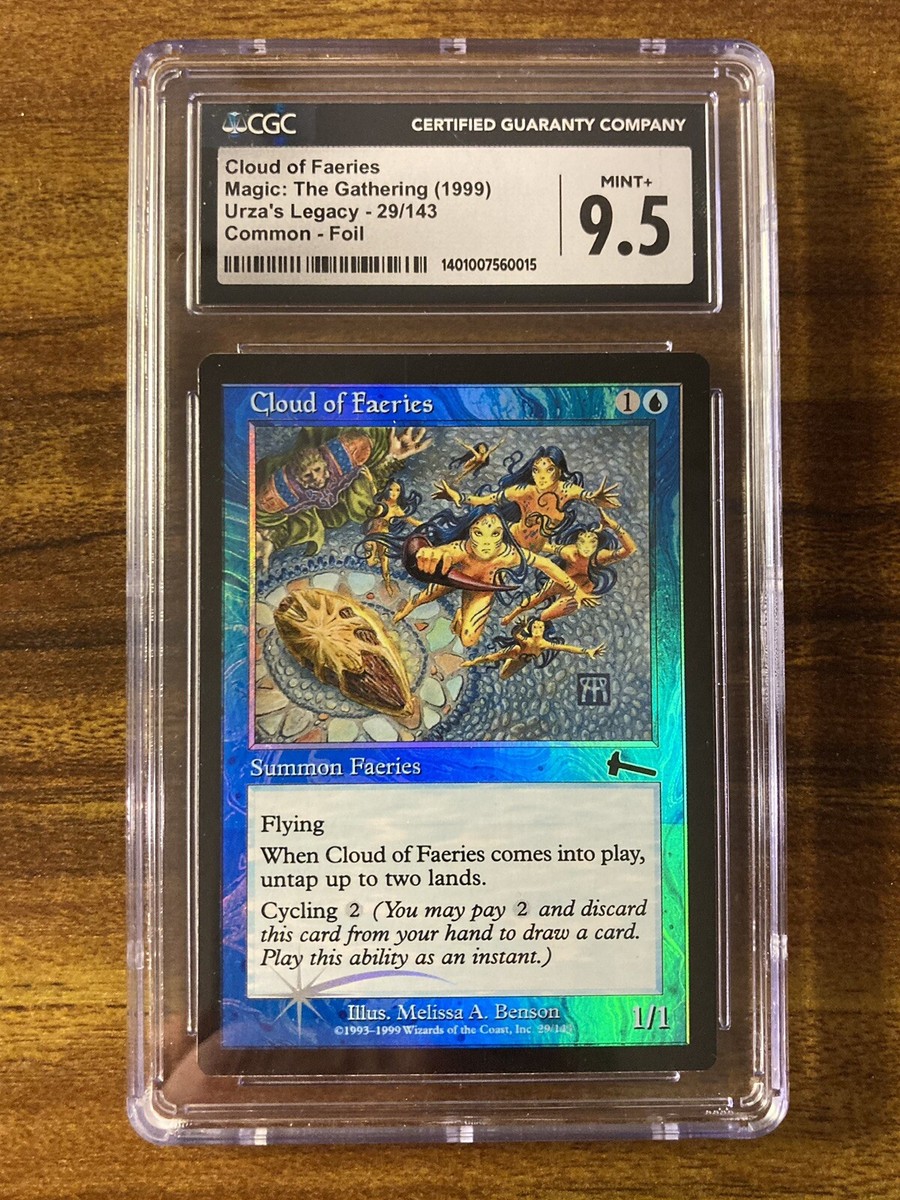 CGC
CERTIFIED GUARANTY COMPANY
Cloud of Faeries
Magic: The Gathering (1999)
Urza's Legacy - 29/143
Common - Foil
MINT+
9.5
1401007560015
Cloud of Faeries
1
Summon Faeries
Flying
When Cloud of Faeries comes into play,
untap up to two lands.
Cycling 2 (You may pay 2 and discard
this card from your hand to draw a card.
Play this ability as an instant.)
Illus. Melissa A. Benson
©1993–1999 Wizards of the Coast, Inc. 29/143
1/1